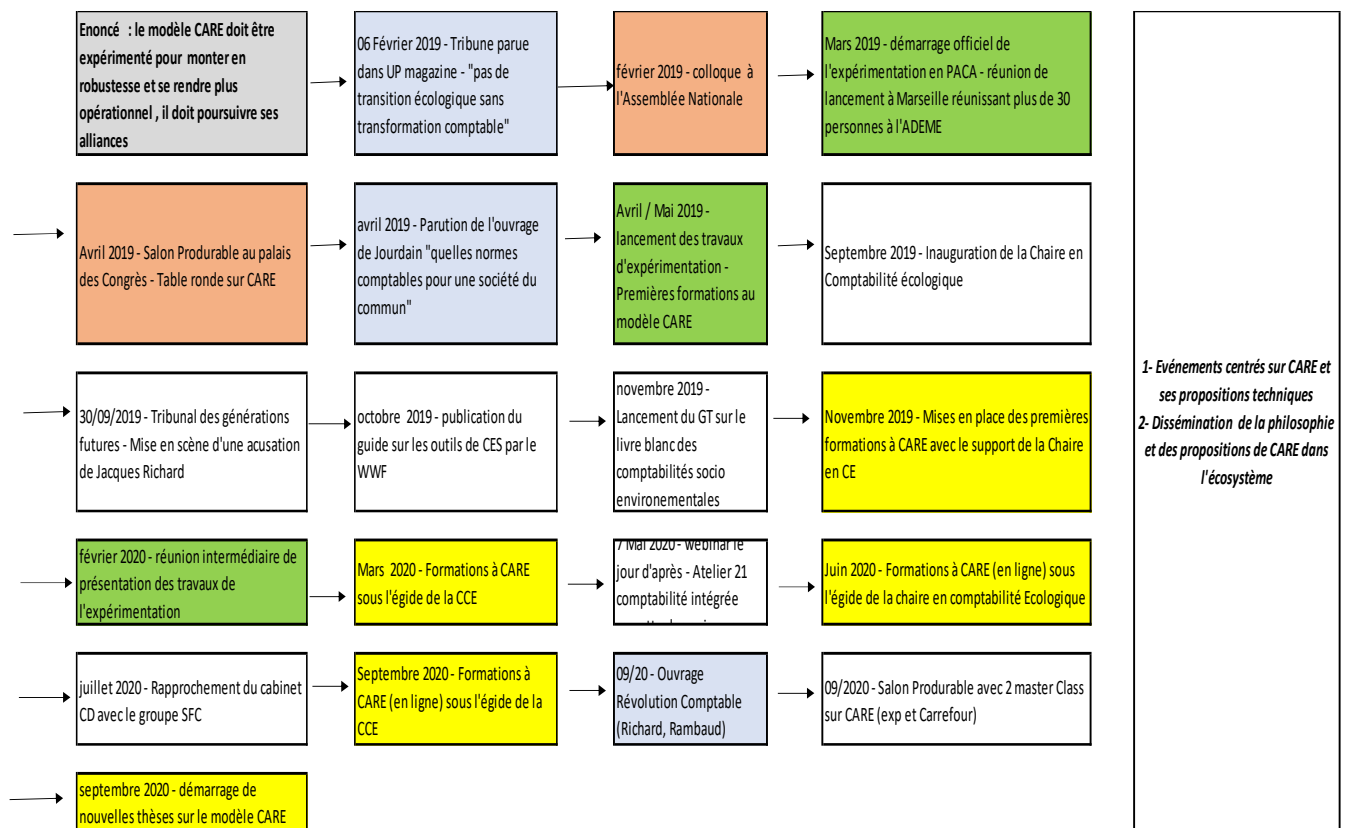 Enoncé : le modèle CARE doit être
expérimenté pour monter en
robustesse et se rendre plus
opérationnel , il doit poursuivre ses
alliances
06 Février 2019 - Tribune parue
dans UP magazine - "pas de
transition écologique sans
transformation comptable"
février 2019 - colloque à
l'Assemblée Nationale
Mars 2019 - démarrage officiel de
l'expérimentation en PACA - réunion de
lancement à Marseille réunissant plus de 30
personnes à l'ADEME
Avril 2019 - Salon Produrable au palais
des Congrès - Table ronde sur CARE
avril 2019 - Parution de l'ouvrage
de Jourdain "quelles normes
comptables pour une société du
commun"
Avril / Mai 2019 -
lancement des travaux
d'expérimentation -
Premières formations au
modèle CARE
Septembre 2019 - Inauguration de la Chaire en
Comptabilité écologique
30/09/2019 - Tribunal des générations
futures - Mise en scène d'une acusation
de Jacques Richard
octobre 2019 - publication du
guide sur les outils de CES par le
WWF
novembre 2019 -
Lancement du GT sur le
livre blanc des
comptabilités socio
environementales
Novembre 2019 - Mises en place des premières
formations à CARE avec le support de la Chaire
en CE
février 2020 - réunion intermédiaire de
présentation des travaux de
l'expérimentation
Mars 2020 - Formations à CARE
sous l'égide de la CCE
7 Mai 2020 - webinar le
jour d'après - Atelier 21
comptabilité intégrée
Juin 2020 - Formations à CARE (en ligne) sous
l'égide de la chaire en comptabilité Ecologique
juillet 2020 - Rapprochement du cabinet
CD avec le groupe SFC
Septembre 2020 - Formations à
CARE (en ligne) sous l'égide de la
CCE
09/20 - Ouvrage
Révolution Comptable
(Richard, Rambaud)
09/2020 - Salon Produrable avec 2 master Class
sur CARE (exp et Carrefour)
septembre 2020 - démarrage de
nouvelles thèses sur le modèle CARE
1- Evénements centrés sur CARE et
ses propositions techniques
2- Dissémination de la philosophie
et des propositions de CARE dans
l'écosystème